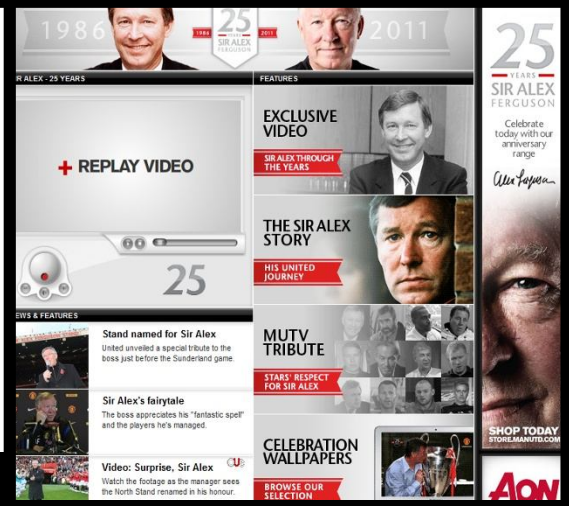 1986
25
1986
2011
SIR ALEX
FERGUSON
2011
R ALEX - 25 YEARS
+ REPLAY VIDEO
25
EWS & FEATURES
Stand named for Sir Alex
United unveiled a special tribute to the
boss just before the Sunderland game.
Sir Alex's fairytale
The boss appreciates his "fantastic spell"
and the players he's managed.
Video: Surprise, Sir Alex
Watch the footage as the manager sees
the North Stand renamed in his honour.
FEATURES
EXCLUSIVE
VIDEO
SIR ALEX THROUGH
THE YEARS
THE SIR ALEX
STORY
HIS UNITED
JOURNEY
MUTV
TRIBUTE
STARS' RESPECT
FOR SIR ALEX
CELEBRATION
WALLPAPERS
BROWSE OUR
SELECTION
25
YEARS
SIR ALEX
FERGUSON
Celebrate
today with our
anniversary
range
Alex Ferguson
SHOP TODAY
STORE.MANUTD.COM
AON